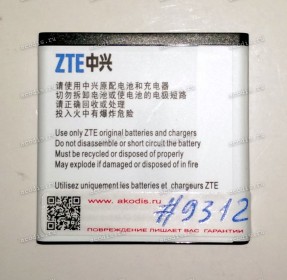 ZTE中兴
请使用中兴原配电池和充电器
切勿拆卸电池或使电池的电极短路
请正确回收或处理
投入火中有爆炸危险
Use only ZTE original batteries and chargers
Do not disassemble or short circuit the battery
Must be recycled or disposed of properly
May explode if damaged or disposed of in fire
Utilisez uniquement les batteries et chargeurs ZTE
#9312
www.akodis.ru
ПОВРЕЖДЕНИЕ ЛИШАЕТ ГАРАНТИИ